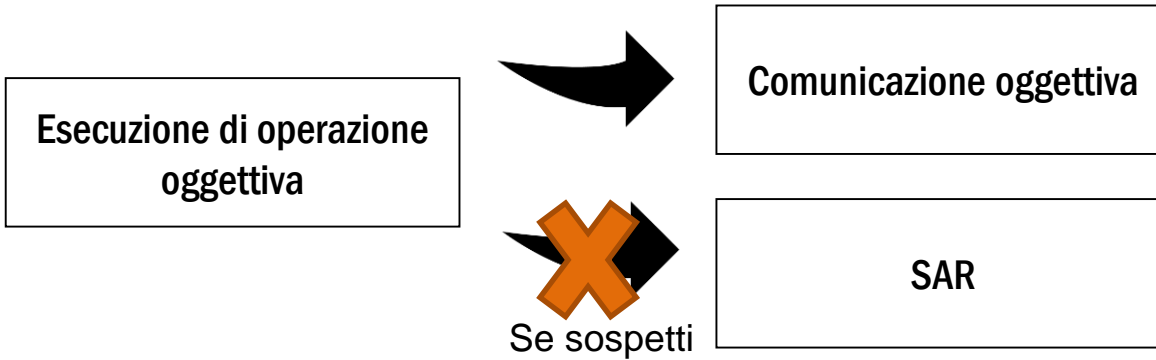 Esecuzione di operazione
oggettiva
Comunicazione oggettiva
SAR
Se sospetti